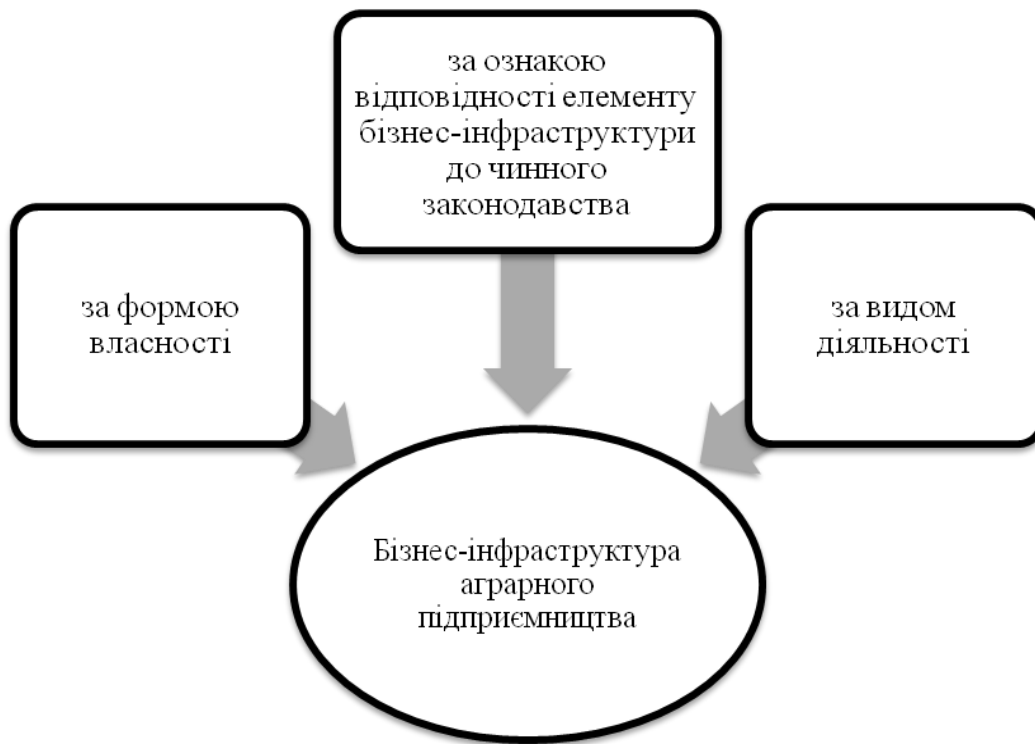 за ознакою
відповідності елементу
бізнес-інфраструктури
до чинного
законодавства
за формою
власності
за видом
діяльності
Бізнес-інфраструктура
аграрного
підприємництва